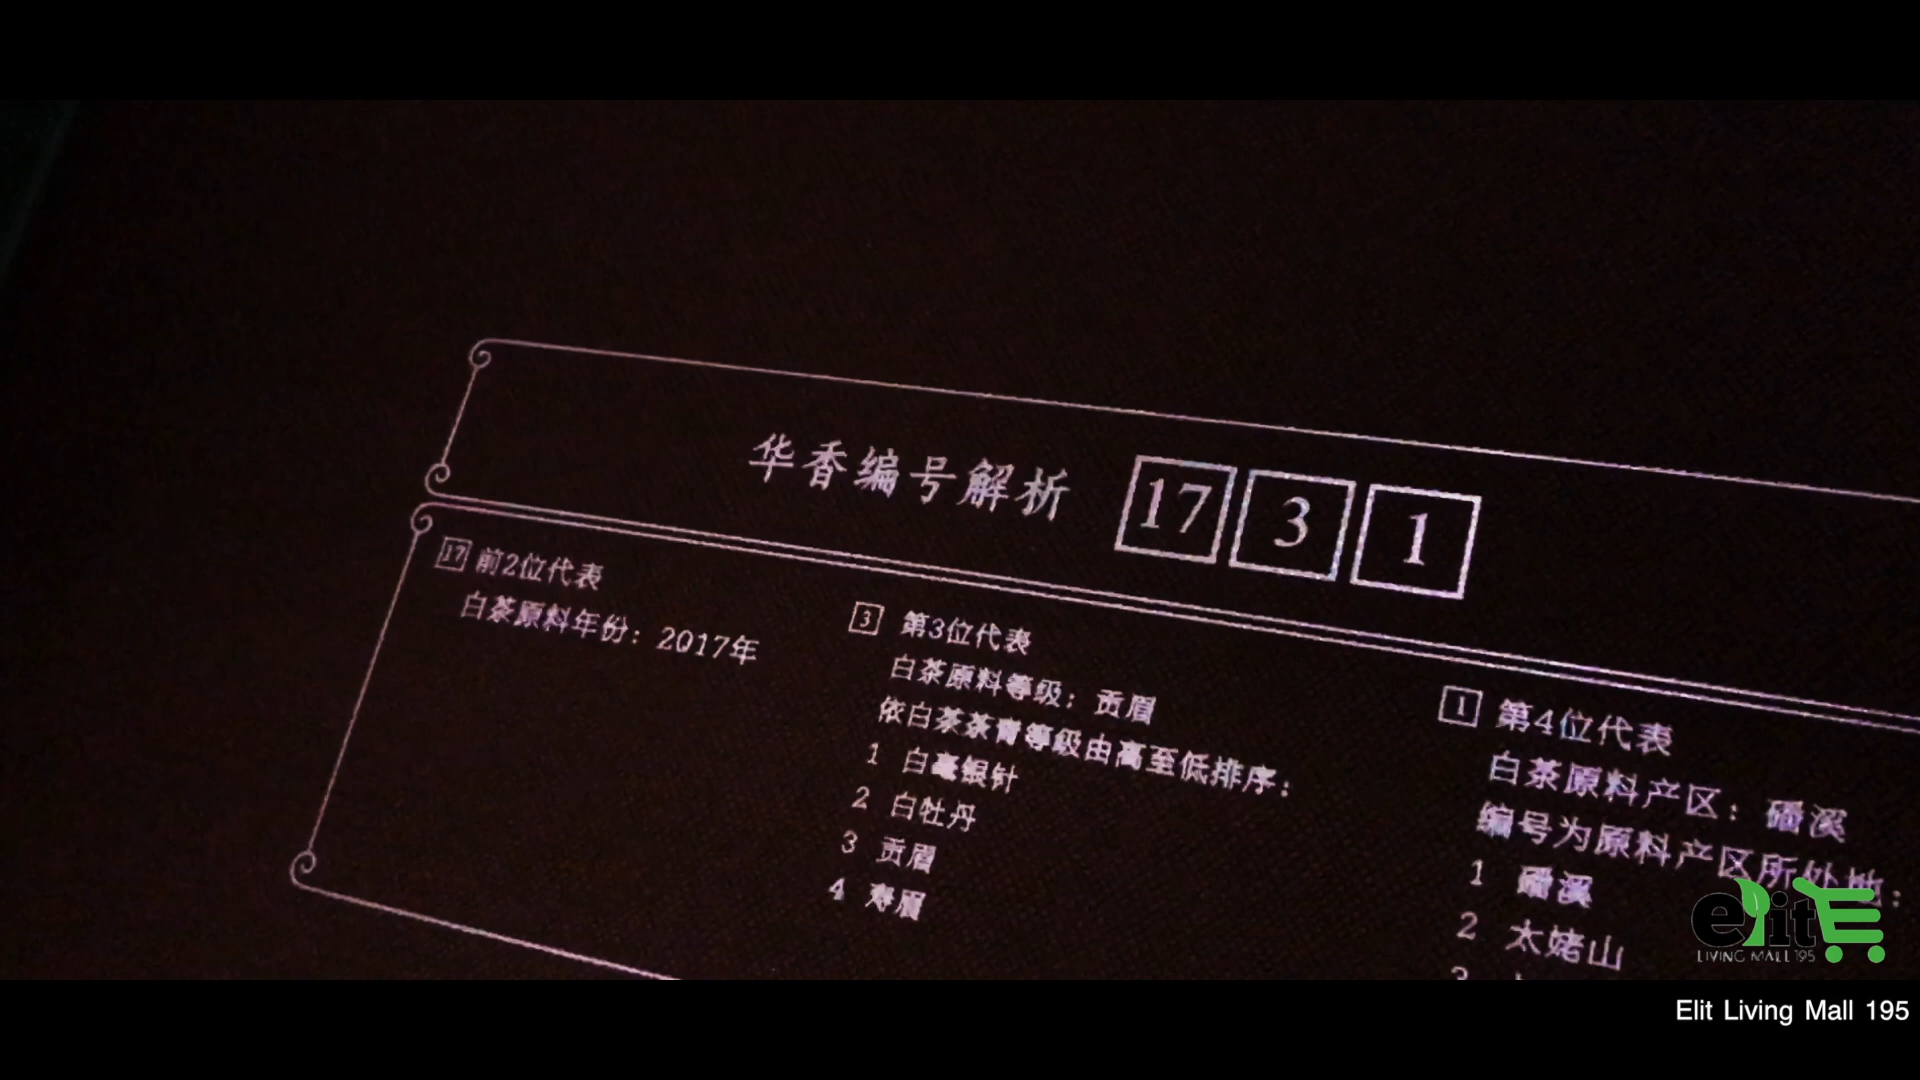 华香编号解析 17 3 1
17 前2位代表
白茶原料年份：2017年
3 第3位代表
白茶原料等级：贡眉
依白茶茶青等级由高至低排序：
1 白毫银针
2 白牡丹
3 贡眉
4 寿眉
1 第4位代表
白茶原料产区：磻溪
编号为原料产区所处地：
1 磻溪
2 太姥山
3
elit
LIVING MALL 195
Elit Living Mall 195